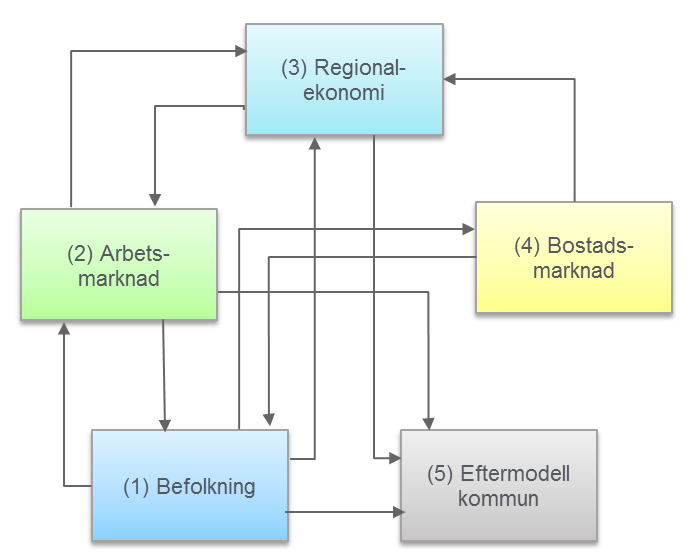 (3) Regional-
ekonomi
(2) Arbets-
marknad
(4) Bostads-
marknad
(1) Befolkning
(5) Eftermodell
kommun